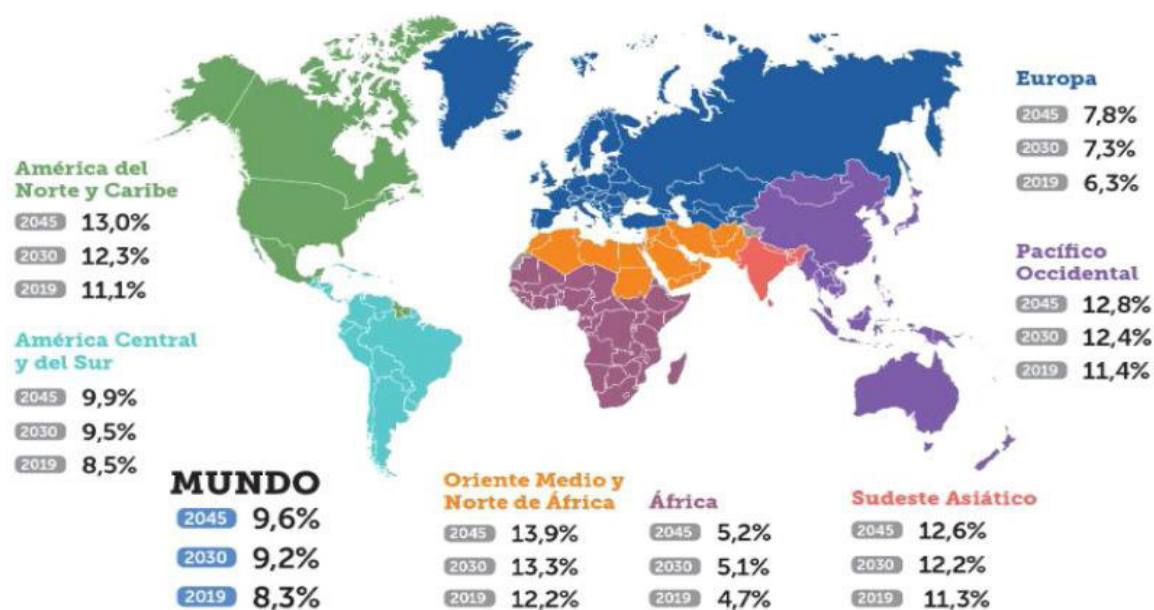 Europa
2045 7,8%
2030 7,3%
2019 6,3%
América del
Norte y Caribe
2045 13,0%
2030 12,3%
2019 11,1%
Pacífico
Occidental
2045 12,8%
2030 12,4%
2019 11,4%
América Central
y del Sur
2045 9,9%
2030 9,5%
2019 8,5%
MUNDO
2045 9,6%
2030 9,2%
2019 8,3%
Oriente Medio y
Norte de África
2045 13,9%
2030 13,3%
2019 12,2%
África
2045 5,2%
2030 5,1%
2019 4,7%
Sudeste Asiático
2045 12,6%
2030 12,2%
2019 11,3%